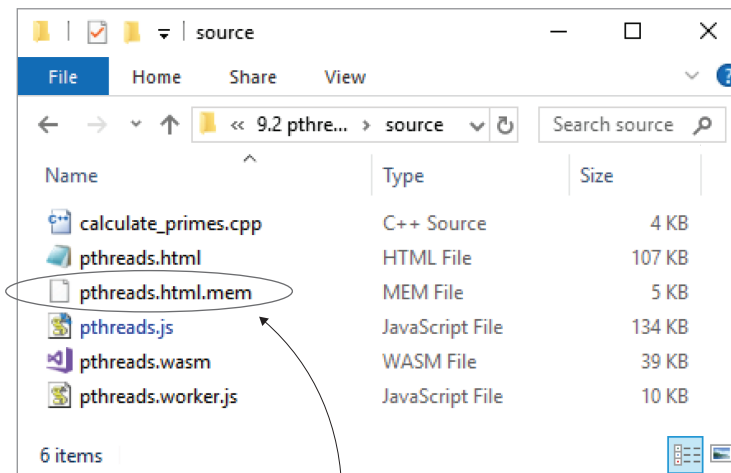 source
File Home Share View ?
« 9.2 pthre... › source Search source
Name Type Size
calculate_primes.cpp C++ Source 4 KB
pthreads.html HTML File 107 KB
pthreads.html.mem MEM File 5 KB
pthreads.js JavaScript File 134 KB
pthreads.wasm WASM File 39 KB
pthreads.worker.js JavaScript File 10 KB
6 items